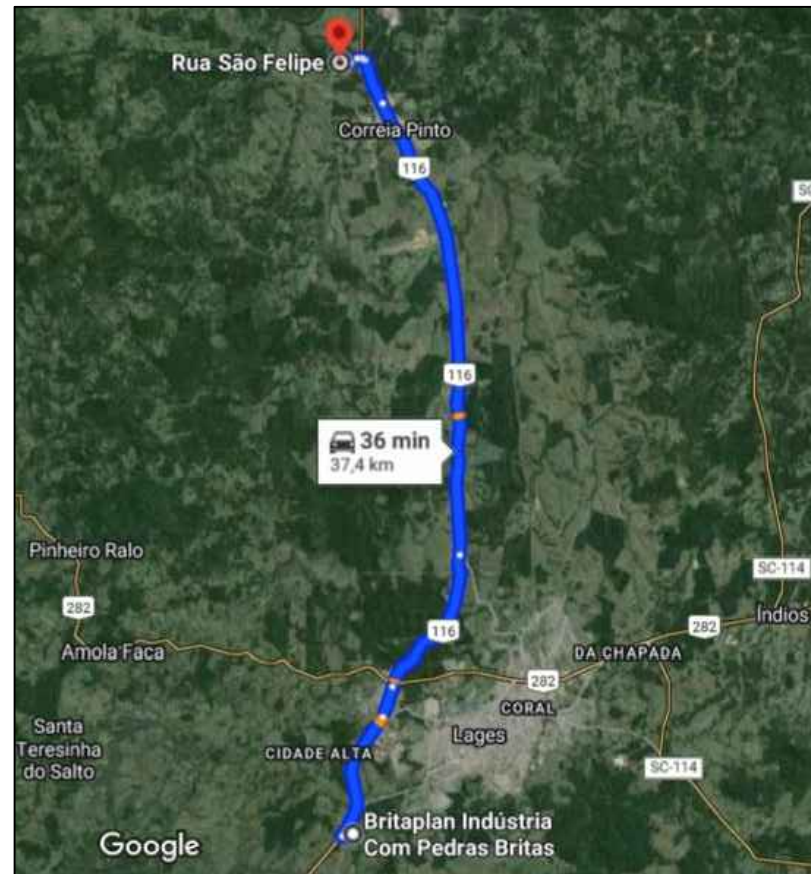 Rua São Felipe
Correia Pinto
116
116
36 min
37,4 km
Pinheiro Ralo
SC-114
282
Índios
116
282
Amola Faca
DA CHAPADA
282
CORAL
Santa
Teresinha
do Salto
CIDADE ALTA
Lages
SC-114
Britaplan Indústria
Com Pedras Britas
Google